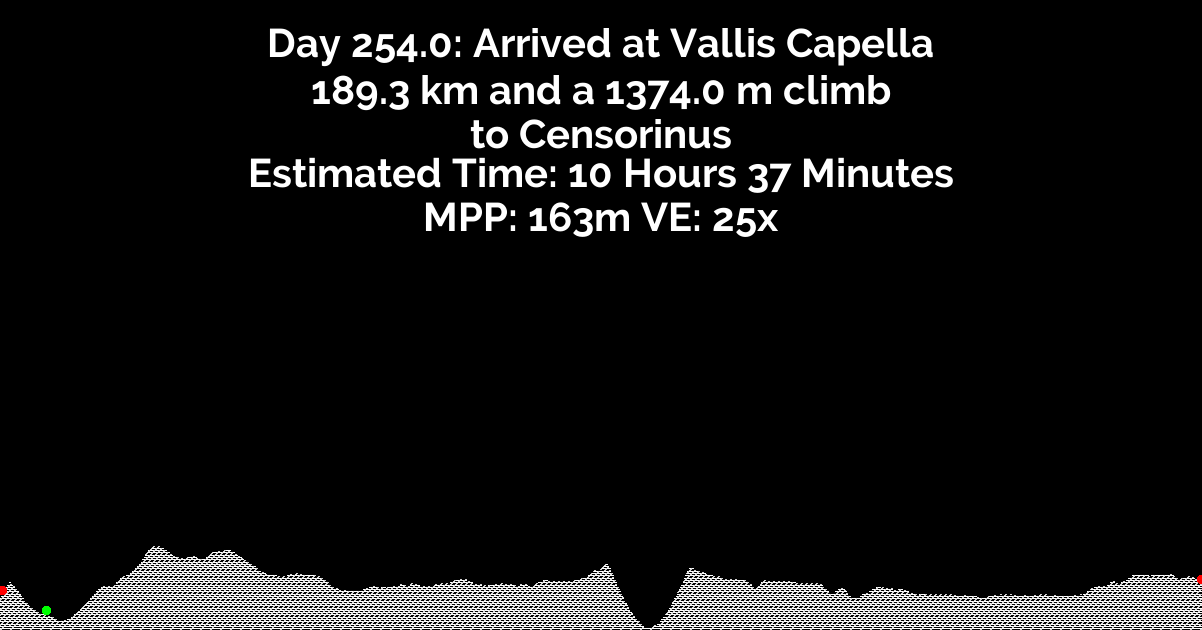 Day 254.0: Arrived at Vallis Capella
189.3 km and a 1374.0 m climb
to Censorinus
Estimated Time: 10 Hours 37 Minutes
MPP: 163m VE: 25x